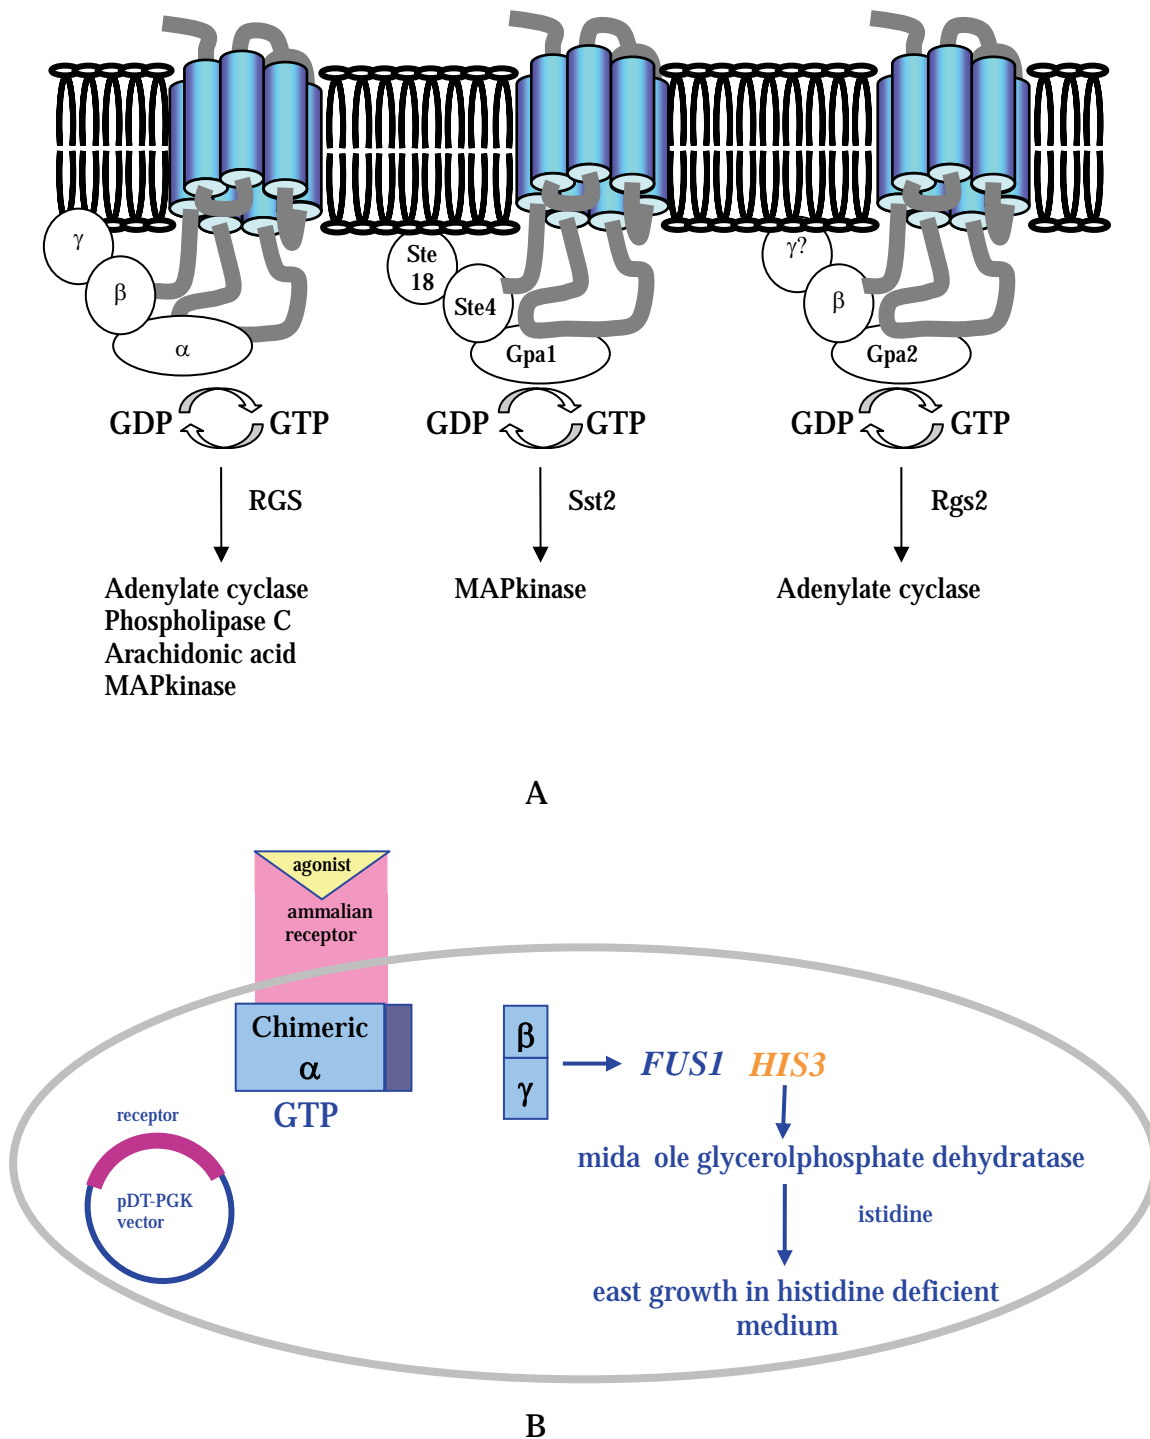 γ
β
α
GDP
GTP
RGS
Adenylate cyclase
Phospholipase C
Arachidonic acid
MAPkinase
Ste
18
Ste4
Gpa1
GDP
GTP
Sst2
MAPkinase
γ?
β
Gpa2
GDP
GTP
Rgs2
Adenylate cyclase
A
agonist
ammalian
receptor
Chimeric
α
GTP
receptor
pDT-PGK
vector
β
γ
FUS1 HIS3
mida ole glycerolphosphate dehydratase
istidine
east growth in histidine deficient
medium
B